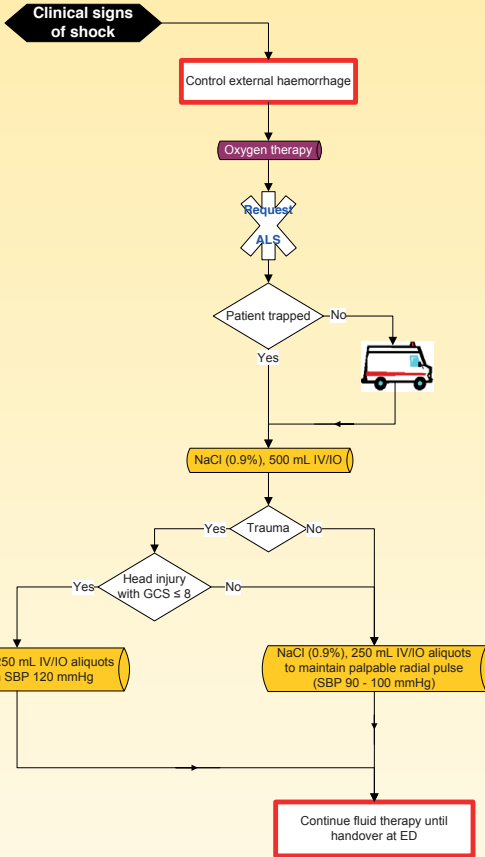 Clinical signs
of shock
Control external haemorrhage
Oxygen therapy
Request
ALS
Patient trapped
No
Yes
NaCl (0.9%), 500 mL IV/IO
Yes
Trauma
No
Yes
Head injury
with GCS ≤ 8
No
250 mL IV/IO aliquots
SBP 120 mmHg
NaCl (0.9%), 250 mL IV/IO aliquots
to maintain palpable radial pulse
(SBP 90 - 100 mmHg)
Continue fluid therapy until
handover at ED